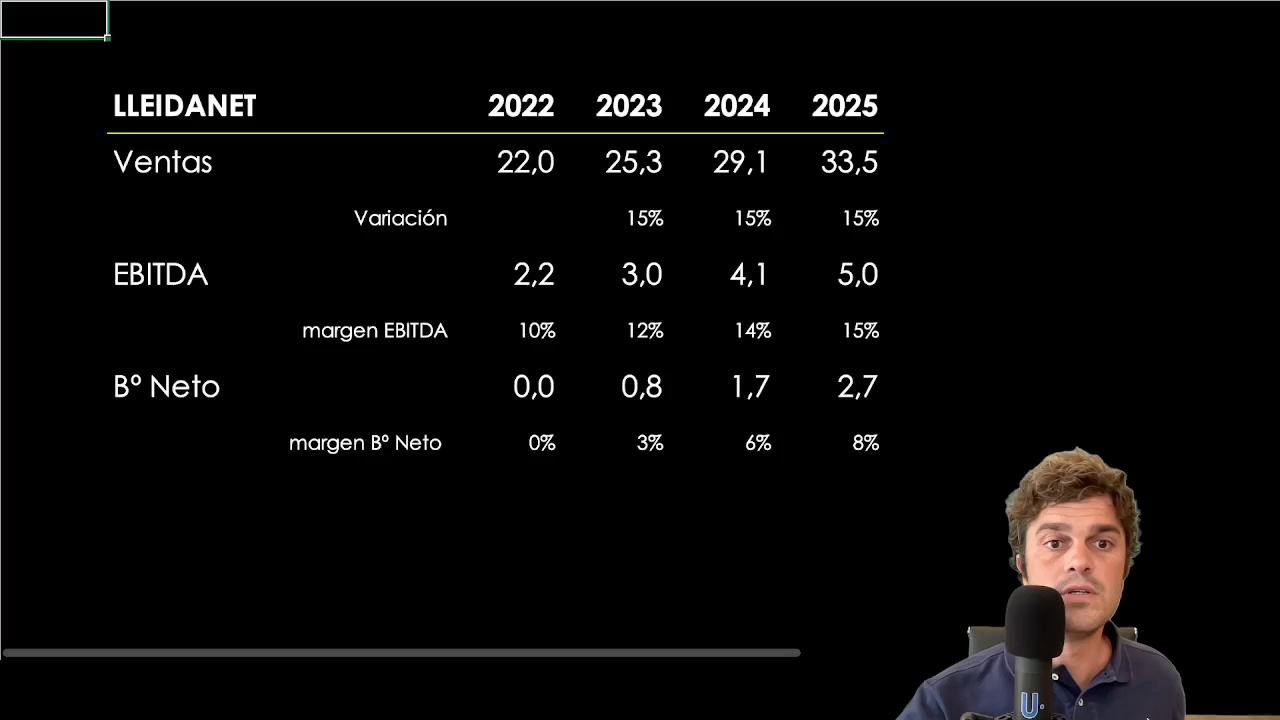 LLEIDANET 2022 2023 2024 2025
Ventas 22,0 25,3 29,1 33,5
Variación 15% 15% 15%
EBITDA 2,2 3,0 4,1 5,0
margen EBITDA 10% 12% 14% 15%
Bº Neto 0,0 0,8 1,7 2,7
margen Bº Neto 0% 3% 6% 8%
U